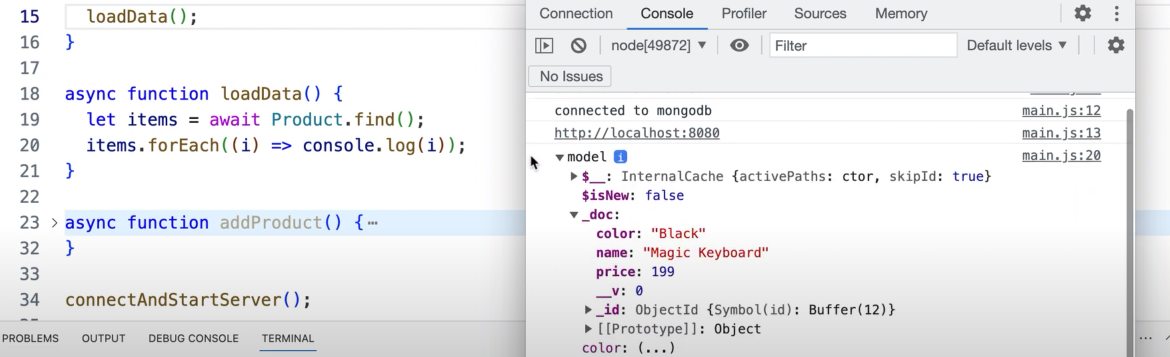 15 loadData();
16 }
17
18 async function loadData() {
19 let items = await Product.find();
20 items.forEach((i) => console.log(i));
21 }
22
23 async function addProduct() { ⋯
32 }
33
34 connectAndStartServer();
PROBLEMS OUTPUT DEBUG CONSOLE TERMINAL
Connection Console Profiler Sources Memory
node[49872] ▼ Filter Default levels ▼
No Issues
connected to mongodb main.js:12
http://localhost:8080 main.js:13
▼model i main.js:20
▶$__: InternalCache {activePaths: ctor, skipId: true}
$isNew: false
▼_doc:
color: "Black"
name: "Magic Keyboard"
price: 199
__v: 0
▶_id: ObjectId {Symbol(id): Buffer(12)}
▶[[Prototype]]: Object
color: (...)